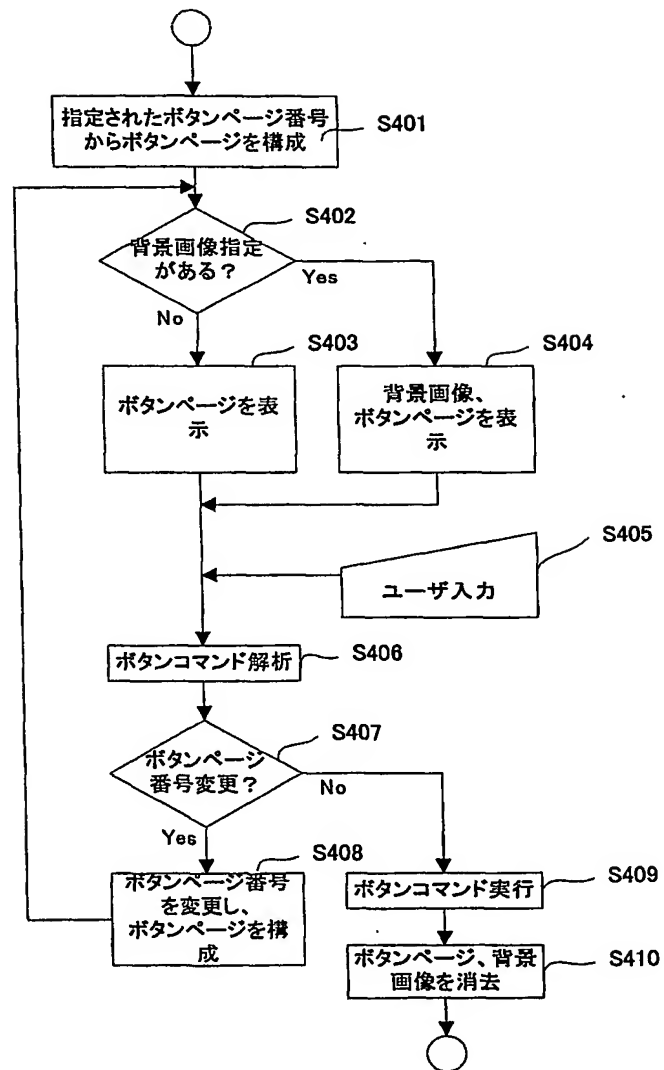 指定されたボタンページ番号
からボタンページを構成
S401
S402
背景画像指定
がある?
Yes
No
S403
S404
ボタンページを表
示
背景画像、
ボタンページを表
示
S405
ユーザ入力
ボタンコマンド解析
S406
S407
ボタンページ
番号変更?
No
Yes
S408
ボタンページ番号
を変更し、
ボタンページを構
成
S409
ボタンコマンド実行
ボタンページ、背景
画像を消去
S410